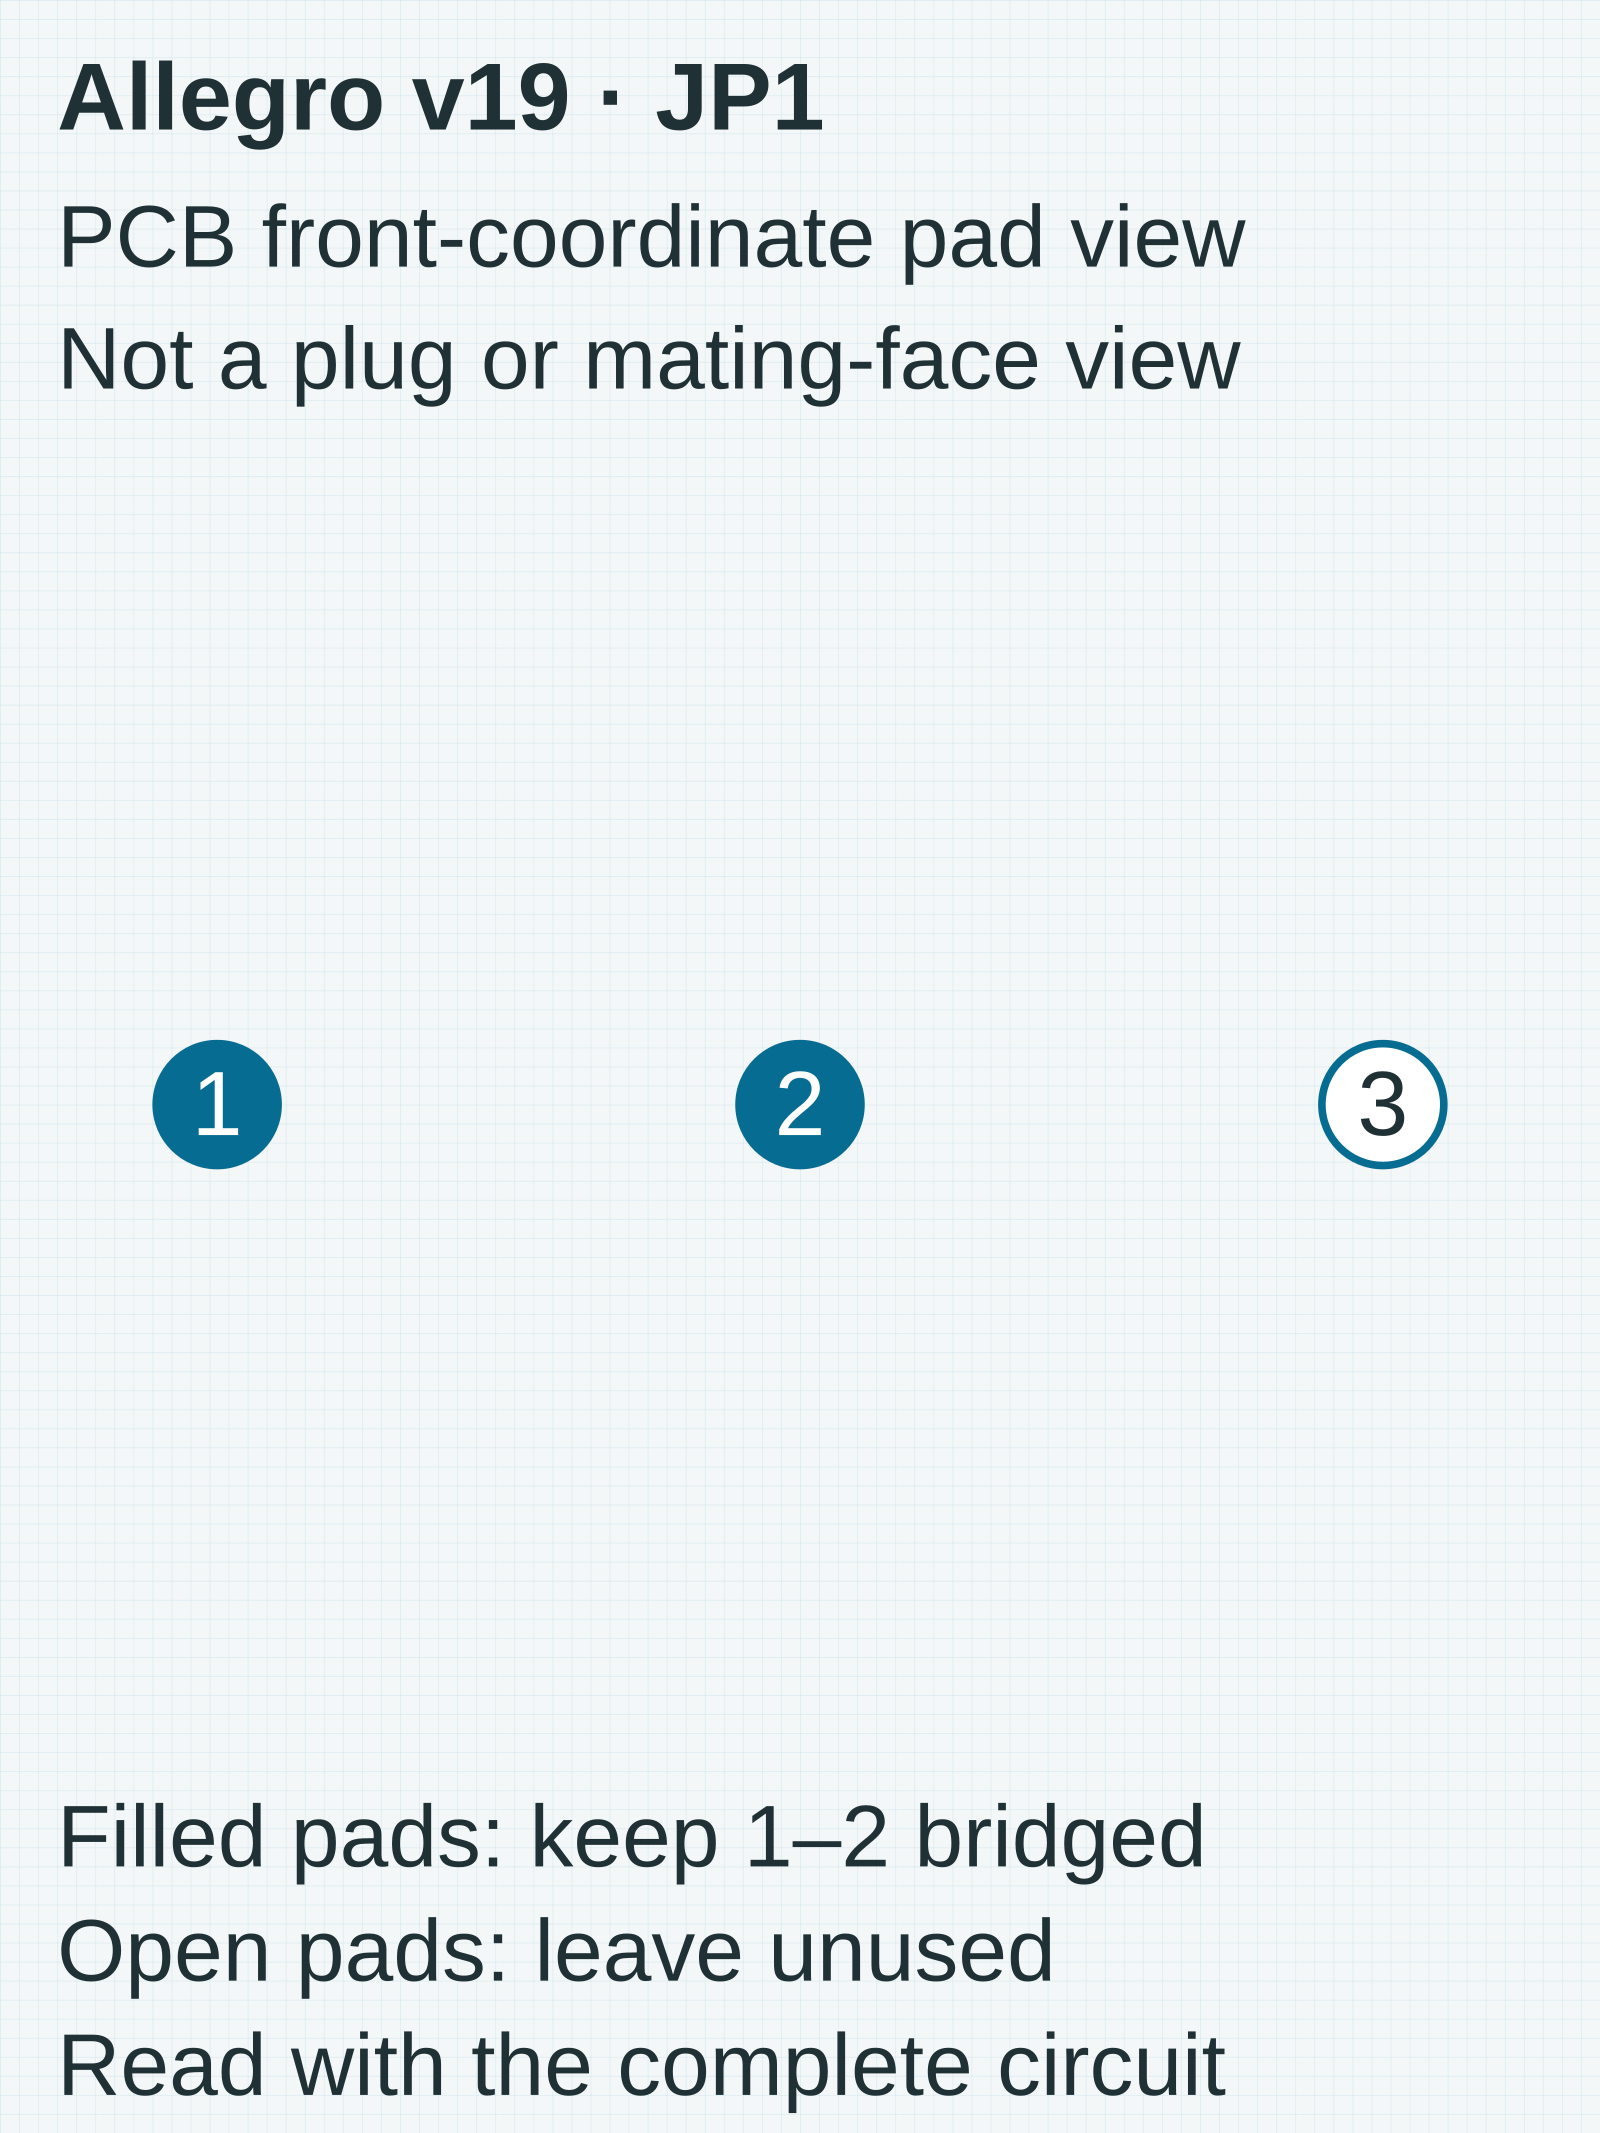 Allegro v19 · JP1
PCB front-coordinate pad view
Not a plug or mating-face view
1 2 3
Filled pads: keep 1–2 bridged
Open pads: leave unused
Read with the complete circuit